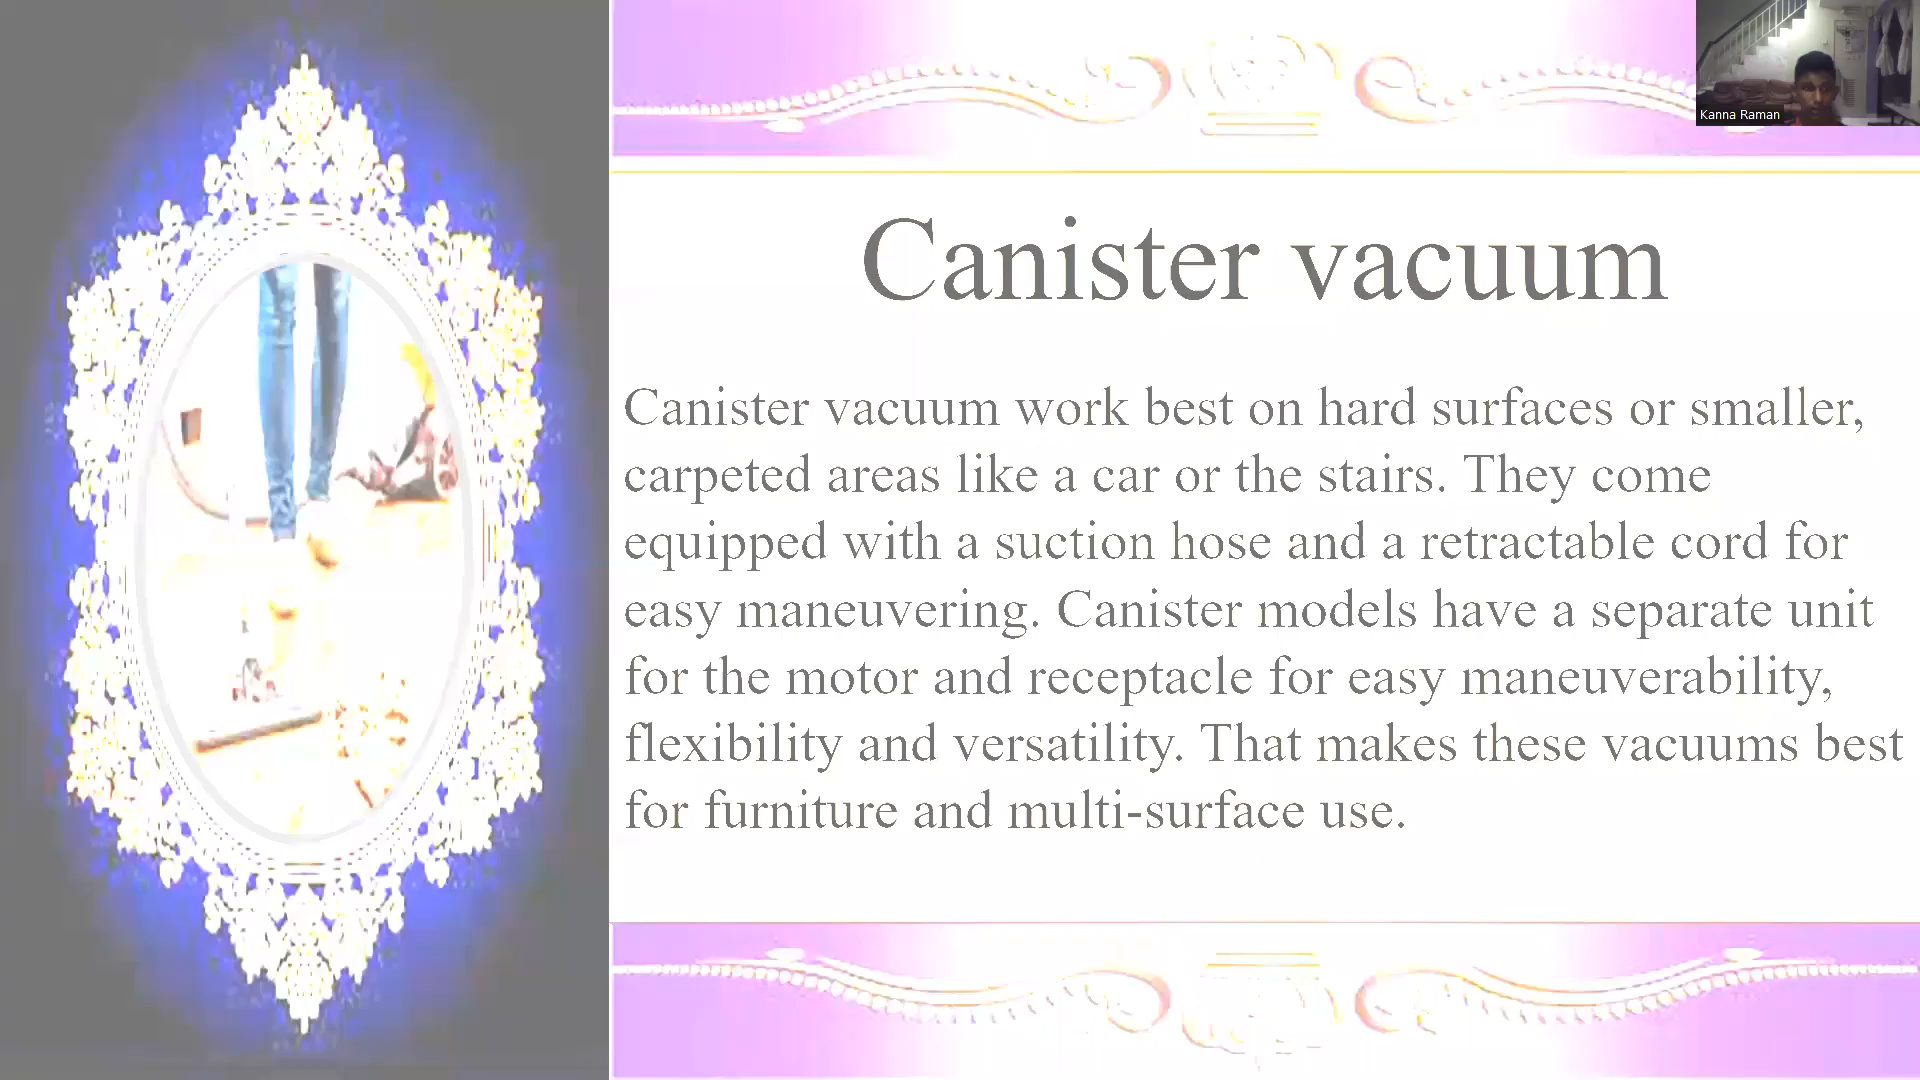 Kanna Raman
Canister vacuum
Canister vacuum work best on hard surfaces or smaller,
carpeted areas like a car or the stairs. They come
equipped with a suction hose and a retractable cord for
easy maneuvering. Canister models have a separate unit
for the motor and receptacle for easy maneuverability,
flexibility and versatility. That makes these vacuums best
for furniture and multi-surface use.